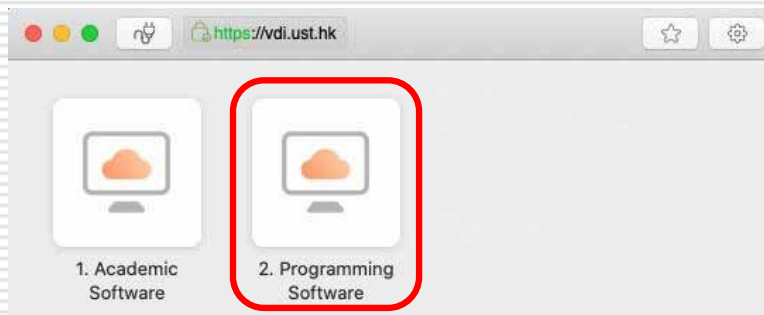 https://vdi.ust.hk
1. Academic
Software
2. Programming
Software